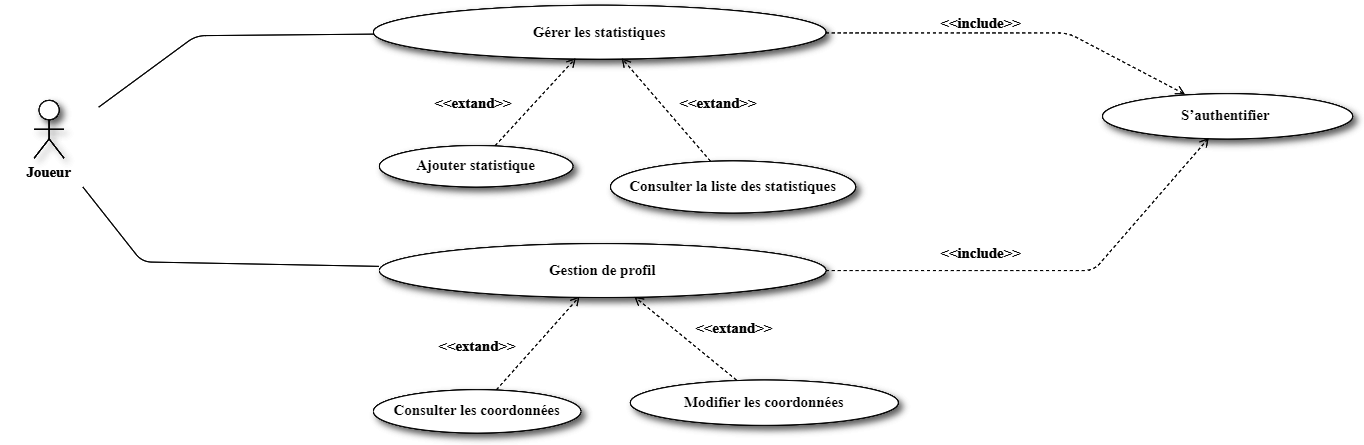 Gérer les statistiques
<<include>>
<<extand>>
<<extand>>
S'authentifier
Joueur
Ajouter statistique
Consulter la liste des statistiques
<<include>>
Gestion de profil
<<extand>>
<<extand>>
Consulter les coordonnées
Modifier les coordonnées